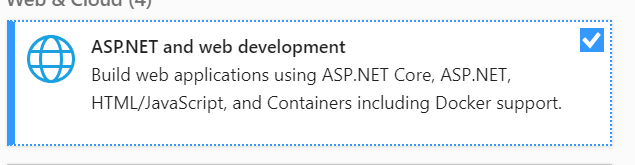 Web & Cloud (4)
ASP.NET and web development
Build web applications using ASP.NET Core, ASP.NET,
HTML/JavaScript, and Containers including Docker support.